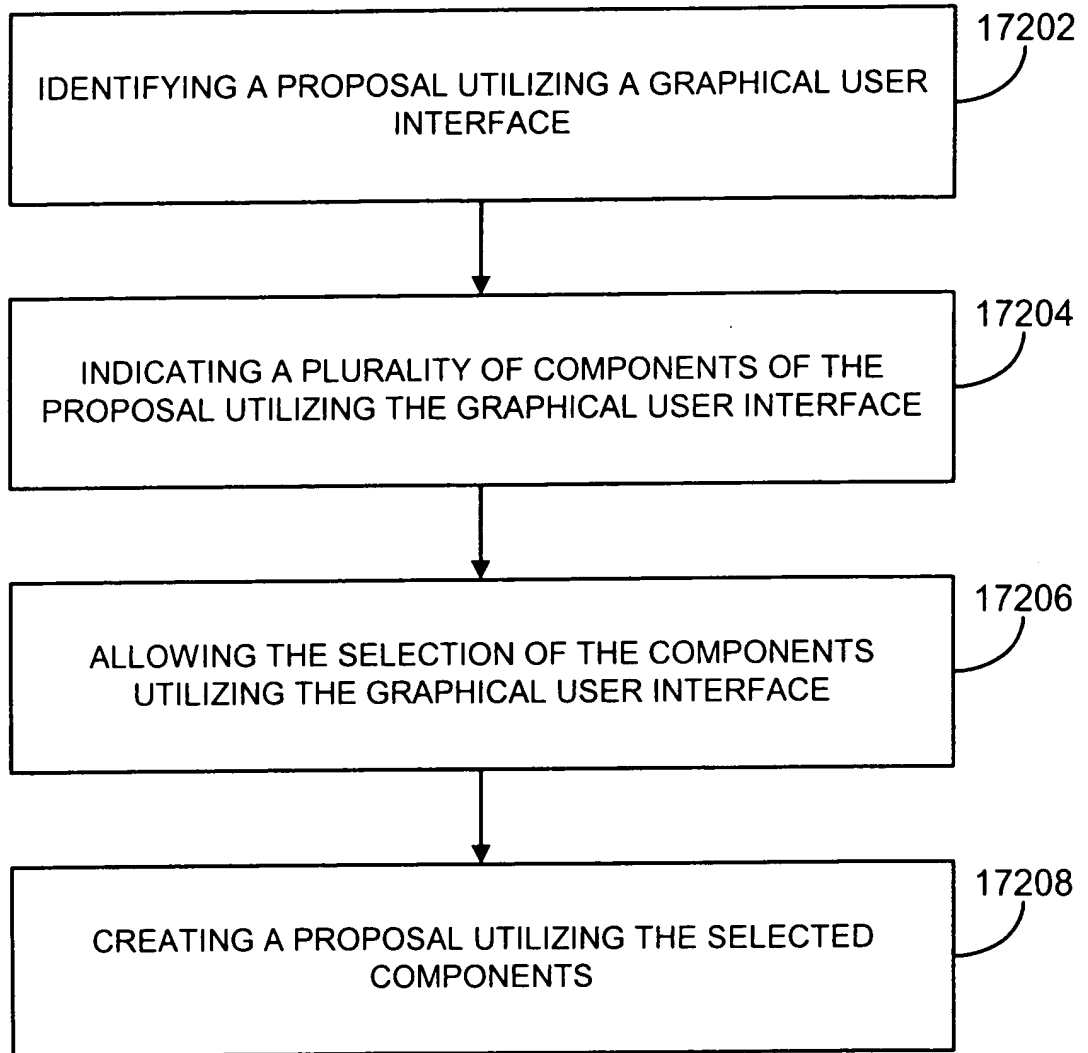 17202
IDENTIFYING A PROPOSAL UTILIZING A GRAPHICAL USER
INTERFACE
17204
INDICATING A PLURALITY OF COMPONENTS OF THE
PROPOSAL UTILIZING THE GRAPHICAL USER INTERFACE
17206
ALLOWING THE SELECTION OF THE COMPONENTS
UTILIZING THE GRAPHICAL USER INTERFACE
17208
CREATING A PROPOSAL UTILIZING THE SELECTED
COMPONENTS